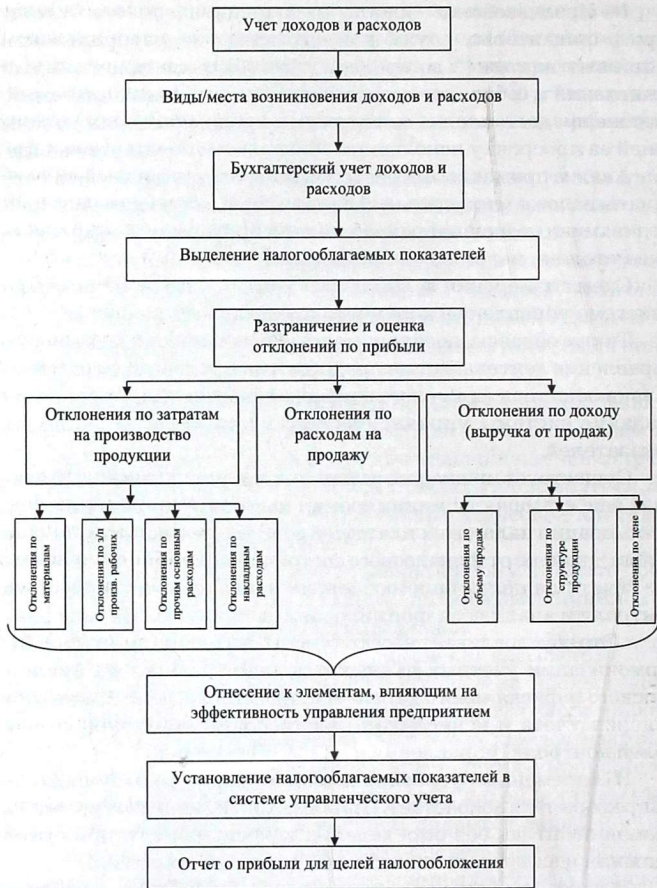 Учет доходов и расходов
Виды/места возникновения доходов и расходов
Бухгалтерский учет доходов и
расходов
Выделение налогооблагаемых показателей
Разграничение и оценка
отклонений по прибыли
Отклонения по затратам
на производство
продукции
Отклонения по
расходам на
продажу
Отклонения по доходу
(выручка от продаж)
Отклонения по
материалам
Отклонения по з/п
произв. рабочих
Отклонения по
прочим основным
расходам
Отклонения по
накладным
расходам
Отклонения по
объему продаж
Отклонения по
структуре
продукции
Отклонения по цене
Отнесение к элементам, влияющим на
эффективность управления предприятием
Установление налогооблагаемых показателей в
системе управленческого учета
Отчет о прибыли для целей налогообложения